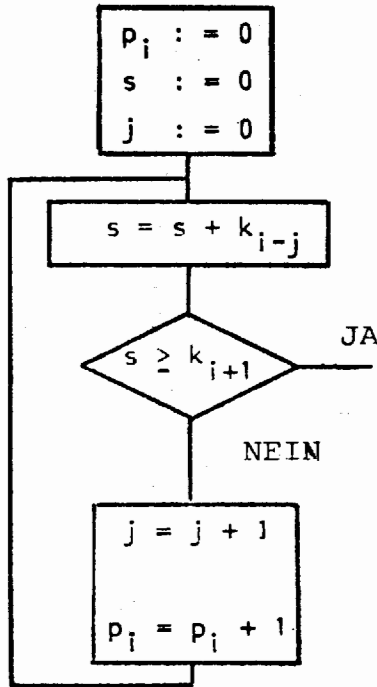 p_i := 0
s := 0
j := 0
s = s + k_{i-j}
s ≥ k_{i+1}
JA
NEIN
j = j + 1
p_i = p_i + 1